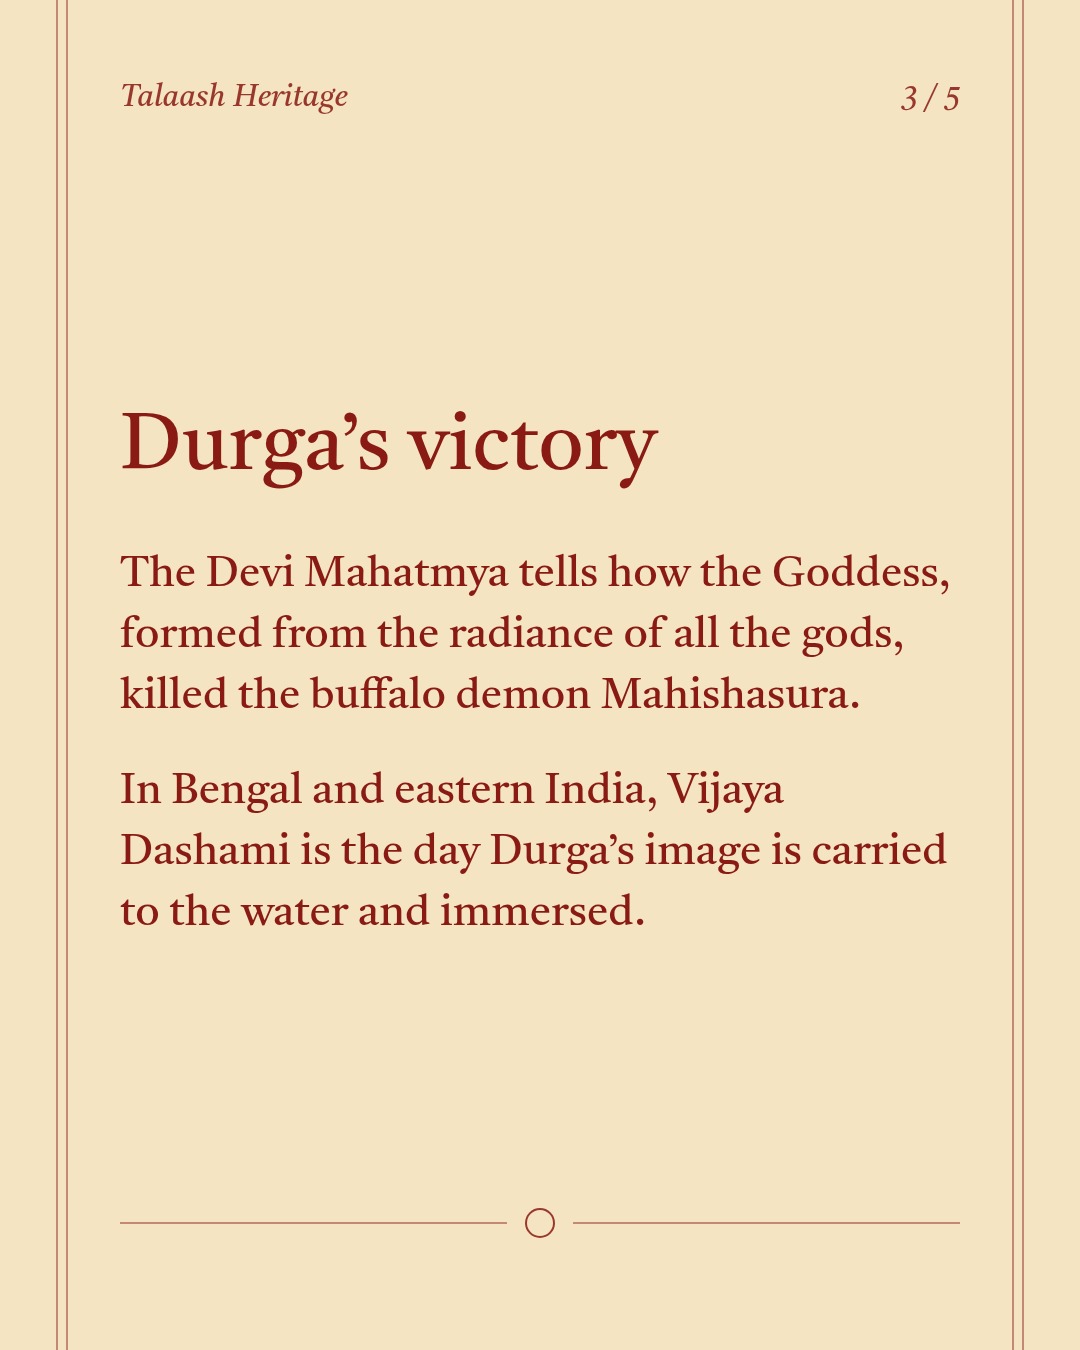 Talaash Heritage
3 / 5
Durga’s victory
The Devi Mahatmya tells how the Goddess,
formed from the radiance of all the gods,
killed the buffalo demon Mahishasura.
In Bengal and eastern India, Vijaya
Dashami is the day Durga’s image is carried
to the water and immersed.